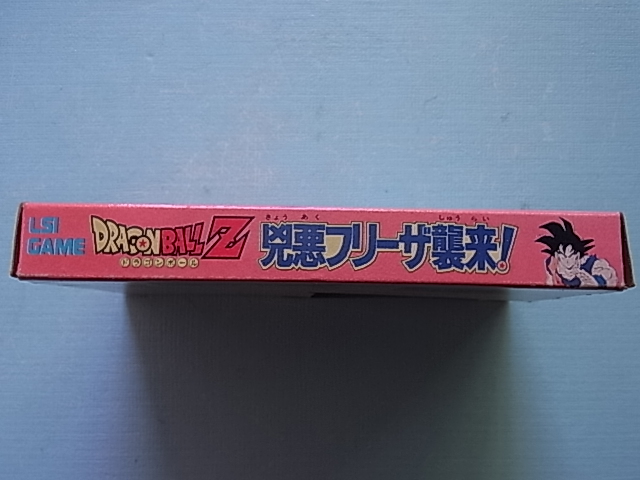 LSI
GAME
DRAGON BALL Z
ドラゴンボール
きょう あく しゅう らい
兇悪フリーザ襲来!